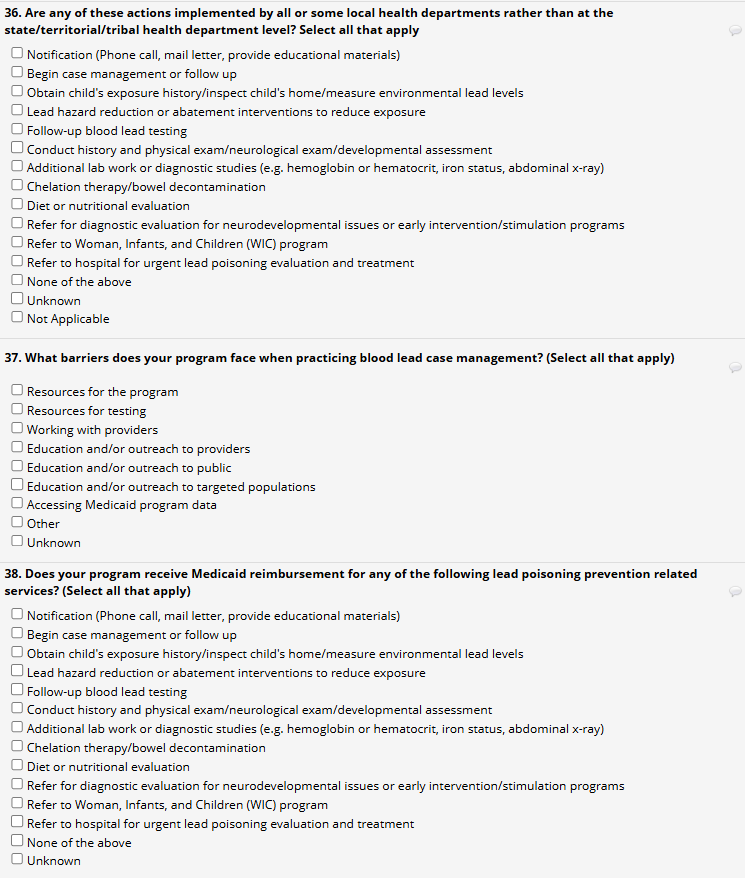 36. Are any of these actions implemented by all or some local health departments rather than at the
state/territorial/tribal health department level? Select all that apply
Notification (Phone call, mail letter, provide educational materials)
Begin case management or follow up
Obtain child's exposure history/inspect child's home/measure environmental lead levels
Lead hazard reduction or abatement interventions to reduce exposure
Follow-up blood lead testing
Conduct history and physical exam/neurological exam/developmental assessment
Additional lab work or diagnostic studies (e.g. hemoglobin or hematocrit, iron status, abdominal x-ray)
Chelation therapy/bowel decontamination
Diet or nutritional evaluation
Refer for diagnostic evaluation for neurodevelopmental issues or early intervention/stimulation programs
Refer to Woman, Infants, and Children (WIC) program
Refer to hospital for urgent lead poisoning evaluation and treatment
None of the above
Unknown
Not Applicable
37. What barriers does your program face when practicing blood lead case management? (Select all that apply)
Resources for the program
Resources for testing
Working with providers
Education and/or outreach to providers
Education and/or outreach to public
Education and/or outreach to targeted populations
Accessing Medicaid program data
Other
Unknown
38. Does your program receive Medicaid reimbursement for any of the following lead poisoning prevention related
services? (Select all that apply)
Notification (Phone call, mail letter, provide educational materials)
Begin case management or follow up
Obtain child's exposure history/inspect child's home/measure environmental lead levels
Lead hazard reduction or abatement interventions to reduce exposure
Follow-up blood lead testing
Conduct history and physical exam/neurological exam/developmental assessment
Additional lab work or diagnostic studies (e.g. hemoglobin or hematocrit, iron status, abdominal x-ray)
Chelation therapy/bowel decontamination
Diet or nutritional evaluation
Refer for diagnostic evaluation for neurodevelopmental issues or early intervention/stimulation programs
Refer to Woman, Infants, and Children (WIC) program
Refer to hospital for urgent lead poisoning evaluation and treatment
None of the above
Unknown